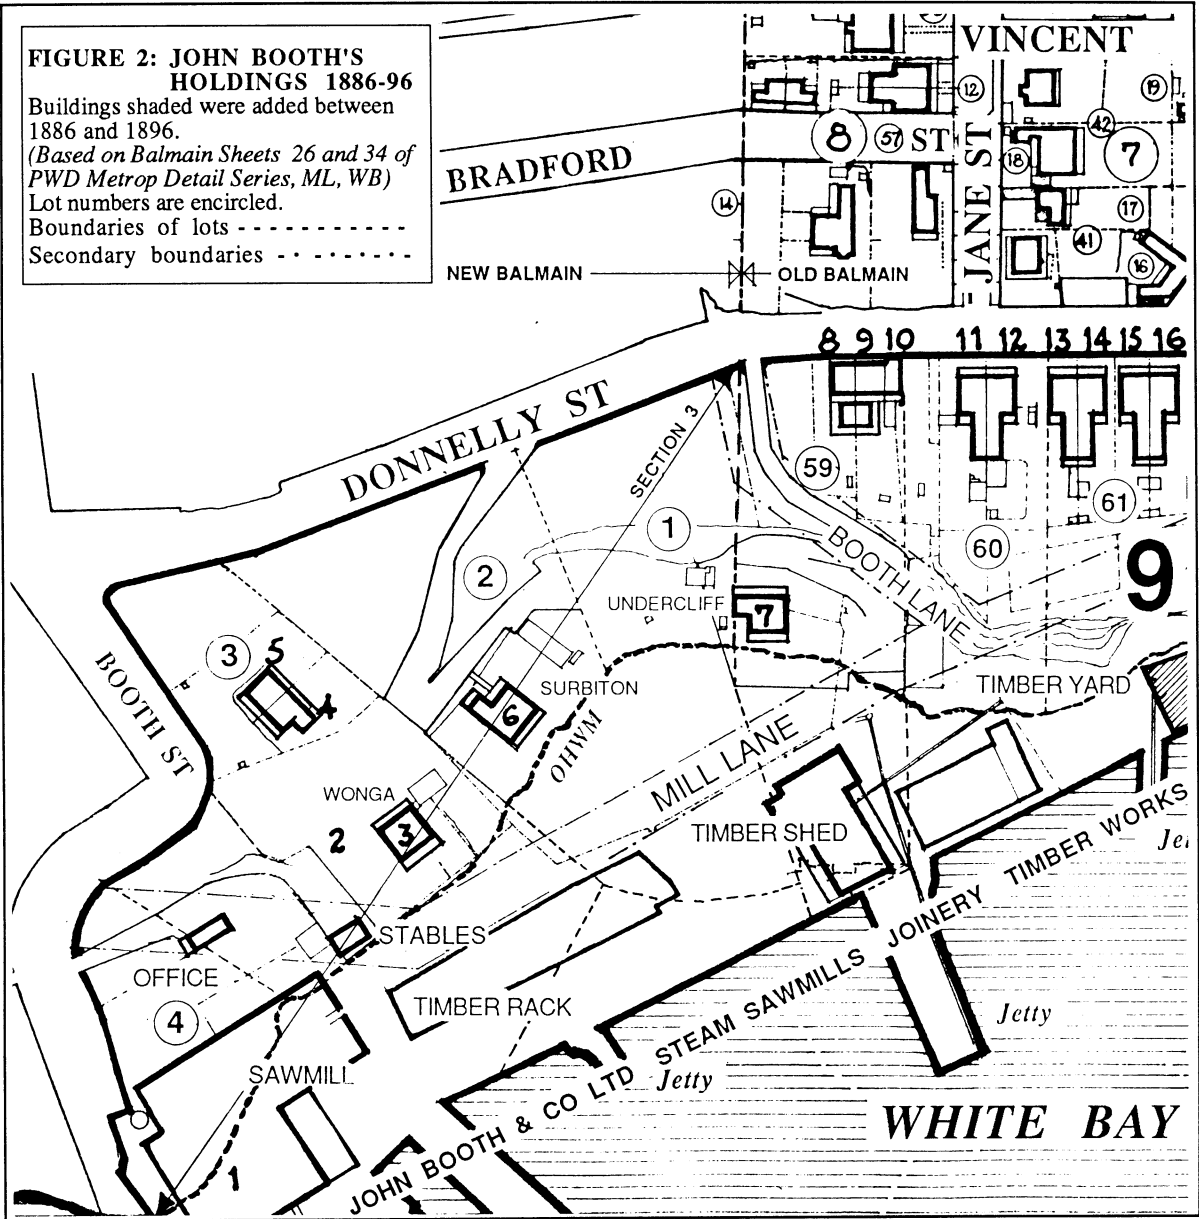 FIGURE 2: JOHN BOOTH'S
HOLDINGS 1886-96
Buildings shaded were added between
1886 and 1896.
(Based on Balmain Sheets 26 and 34 of
PWD Metrop Detail Series, ML, WB)
Lot numbers are encircled.
Boundaries of lots
Secondary boundaries
VINCENT
12
19
42
8
57
ST
BRADFORD
18
7
JANE ST
14
17
41
16
NEW BALMAIN
OLD BALMAIN
8 9 10 11 12 13 14 15 16
DONNELLY ST
SECTION 3
59
61
1
60
9
2
BOOTH LANE
UNDERCLIFF
7
3
5
4
BOOTH ST
SURBITON
6
TIMBER YARD
OHWM
MILL LANE
WONGA
2
3
TIMBER SHED
STABLES
OFFICE
TIMBER RACK
4
SAWMILL
1
Jetty
Jetty
JOHN BOOTH & CO LTD STEAM SAWMILLS JOINERY TIMBER WORKS
WHITE BAY